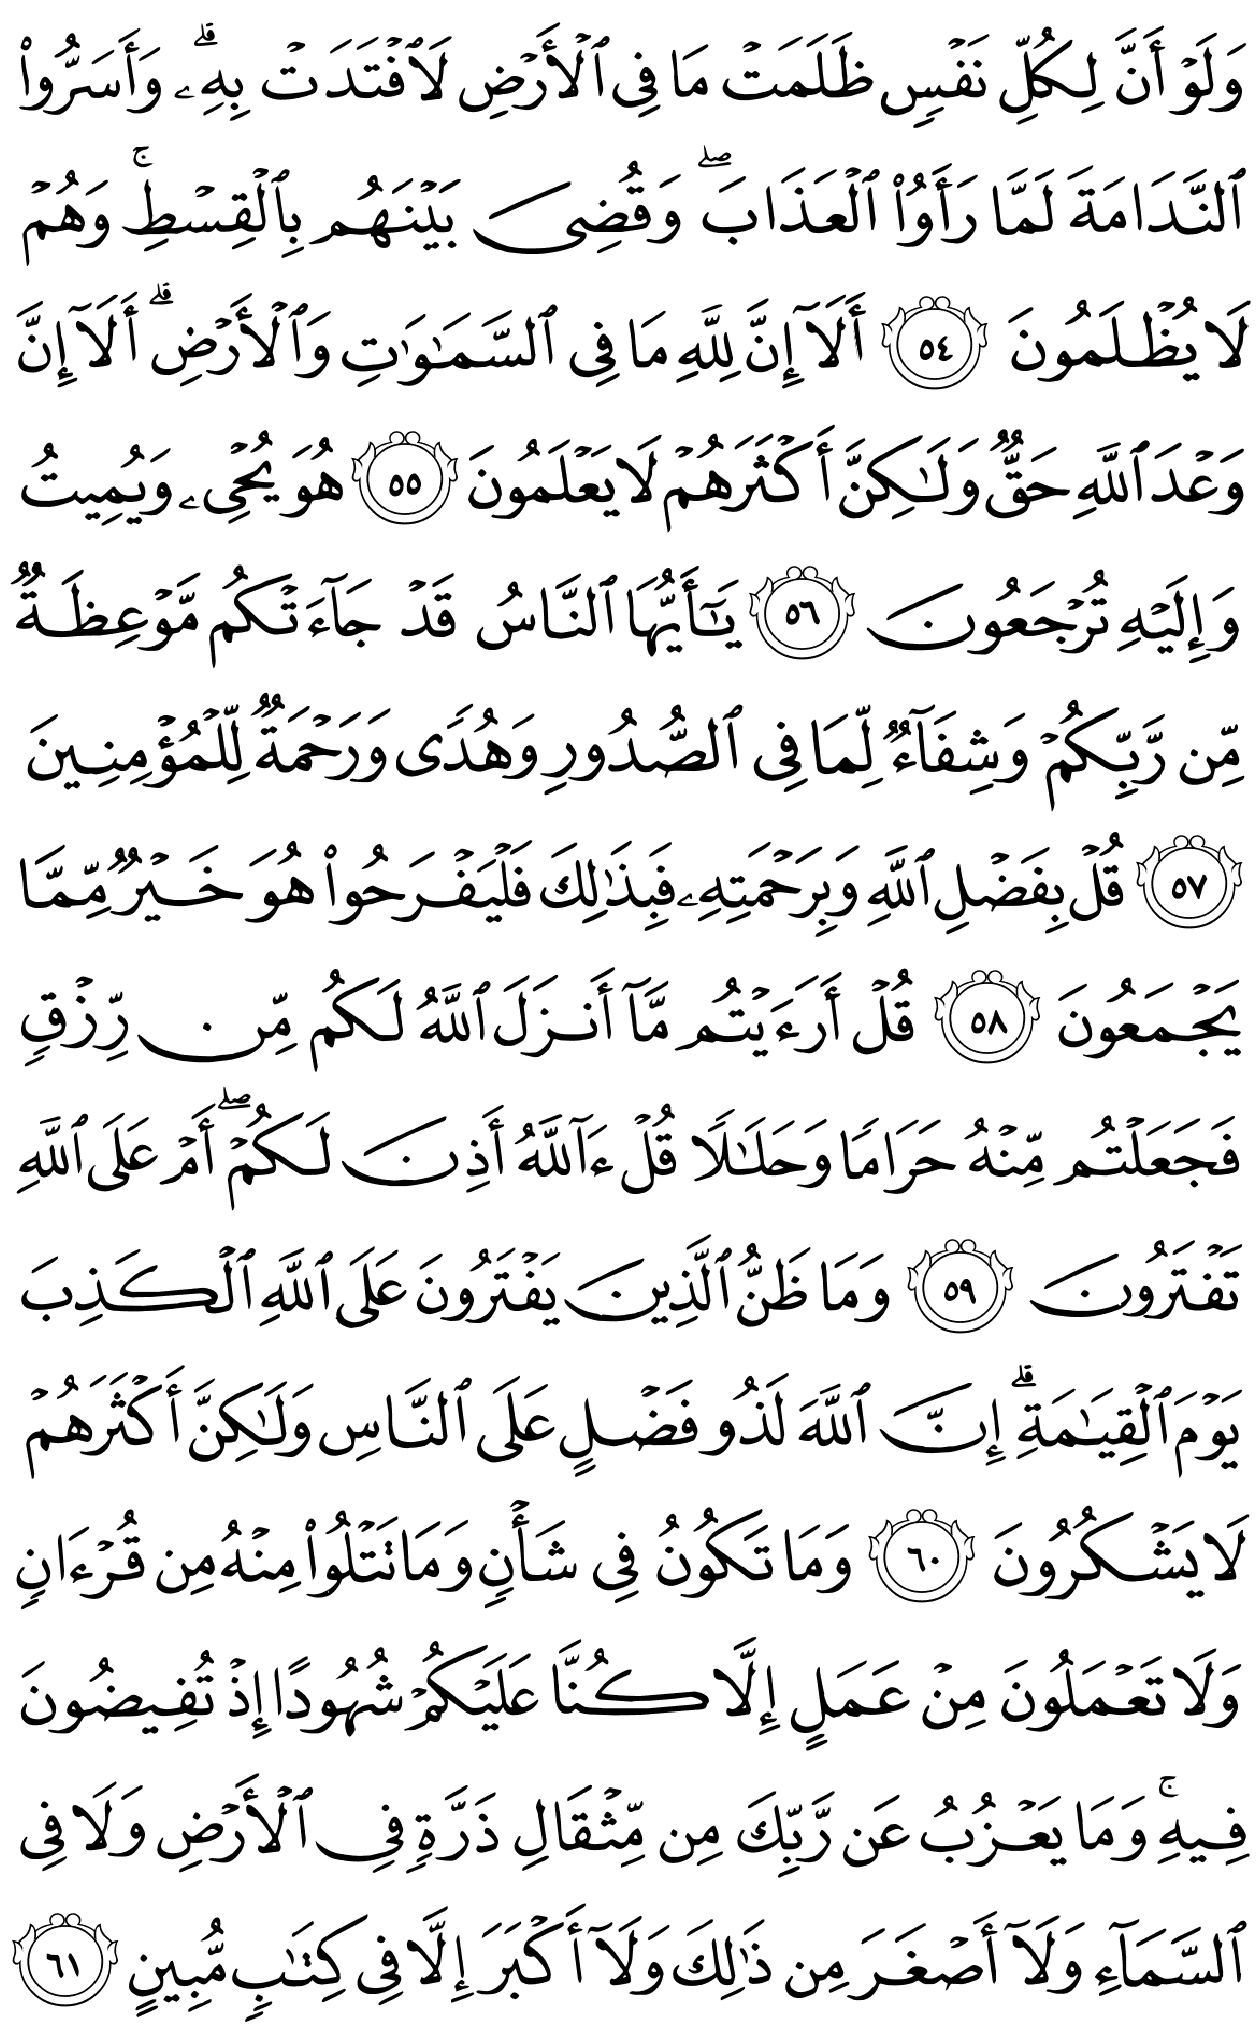 وَلَوۡ أَنَّ لِكُلِّ نَفۡسٖ ظَلَمَتۡ مَا فِي ٱلۡأَرۡضِ لَٱفۡتَدَتۡ بِهِۦۗ وَأَسَرُّواْ
ٱلنَّدَامَةَ لَمَّا رَأَوُاْ ٱلۡعَذَابَۖ وَقُضِيَ بَيۡنَهُم بِٱلۡقِسۡطِۚ وَهُمۡ
لَا يُظۡلَمُونَ ٥٤ أَلَآ إِنَّ لِلَّهِ مَا فِي ٱلسَّمَٰوَٰتِ وَٱلۡأَرۡضِۗ أَلَآ إِنَّ
وَعۡدَ ٱللَّهِ حَقّٞ وَلَٰكِنَّ أَكۡثَرَهُمۡ لَا يَعۡلَمُونَ ٥٥ هُوَ يُحۡيِۦ وَيُمِيتُ
وَإِلَيۡهِ تُرۡجَعُونَ ٥٦ يَٰٓأَيُّهَا ٱلنَّاسُ قَدۡ جَآءَتۡكُم مَّوۡعِظَةٞ
مِّن رَّبِّكُمۡ وَشِفَآءٞ لِّمَا فِي ٱلصُّدُورِ وَهُدٗى وَرَحۡمَةٞ لِّلۡمُؤۡمِنِينَ
٥٧ قُلۡ بِفَضۡلِ ٱللَّهِ وَبِرَحۡمَتِهِۦ فَبِذَٰلِكَ فَلۡيَفۡرَحُواْ هُوَ خَيۡرٞ مِّمَّا
يَجۡمَعُونَ ٥٨ قُلۡ أَرَءَيۡتُم مَّآ أَنزَلَ ٱللَّهُ لَكُم مِّن رِّزۡقٖ
فَجَعَلۡتُم مِّنۡهُ حَرَامٗا وَحَلَٰلٗا قُلۡ ءَآللَّهُ أَذِنَ لَكُمۡۖ أَمۡ عَلَى ٱللَّهِ
تَفۡتَرُونَ ٥٩ وَمَا ظَنُّ ٱلَّذِينَ يَفۡتَرُونَ عَلَى ٱللَّهِ ٱلۡكَذِبَ
يَوۡمَ ٱلۡقِيَٰمَةِۗ إِنَّ ٱللَّهَ لَذُو فَضۡلٍ عَلَى ٱلنَّاسِ وَلَٰكِنَّ أَكۡثَرَهُمۡ
لَا يَشۡكُرُونَ ٦٠ وَمَا تَكُونُ فِي شَأۡنٖ وَمَا تَتۡلُواْ مِنۡهُ مِن قُرۡءَانٖ
وَلَا تَعۡمَلُونَ مِنۡ عَمَلٍ إِلَّا كُنَّا عَلَيۡكُمۡ شُهُودًا إِذۡ تُفِيضُونَ
فِيهِۚ وَمَا يَعۡزُبُ عَن رَّبِّكَ مِن مِّثۡقَالِ ذَرَّةٖ فِي ٱلۡأَرۡضِ وَلَا فِي
ٱلسَّمَآءِ وَلَآ أَصۡغَرَ مِن ذَٰلِكَ وَلَآ أَكۡبَرَ إِلَّا فِي كِتَٰبٖ مُّبِينٍ ٦١